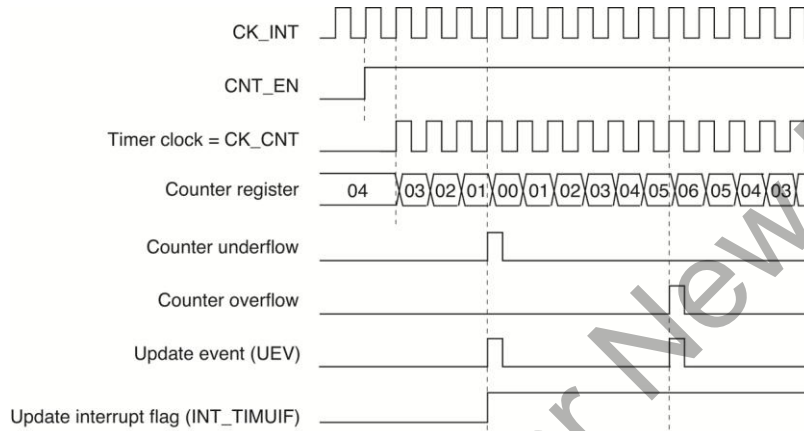 CK_INT
CNT_EN
Timer clock = CK_CNT
Counter register 04 03 02 01 00 01 02 03 04 05 06 05 04 03
Counter underflow
Counter overflow
Update event (UEV)
Update interrupt flag (INT_TIMUIF)
r New